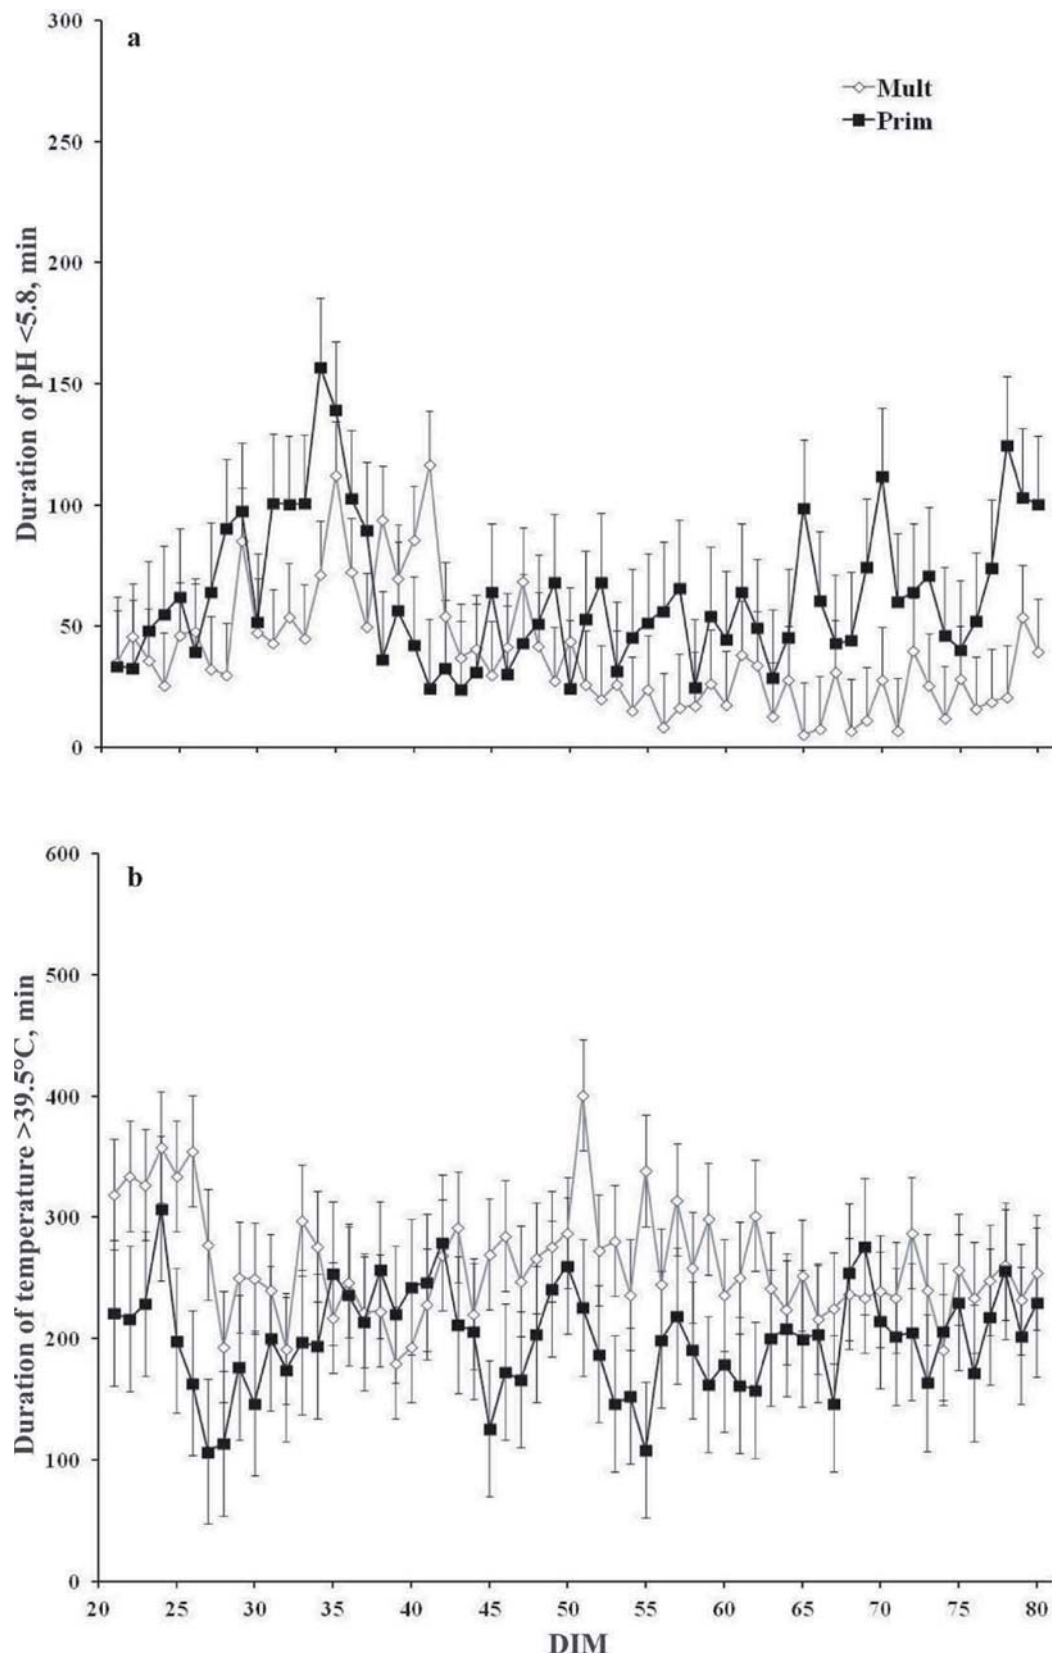 a
300
250
200
150
100
50
0
Duration of pH <5.8, min
Mult
Prim
b
600
500
400
300
200
100
0
Duration of temperature >39.5°C, min
20 25 30 35 40 45 50 55 60 65 70 75 80
DIM